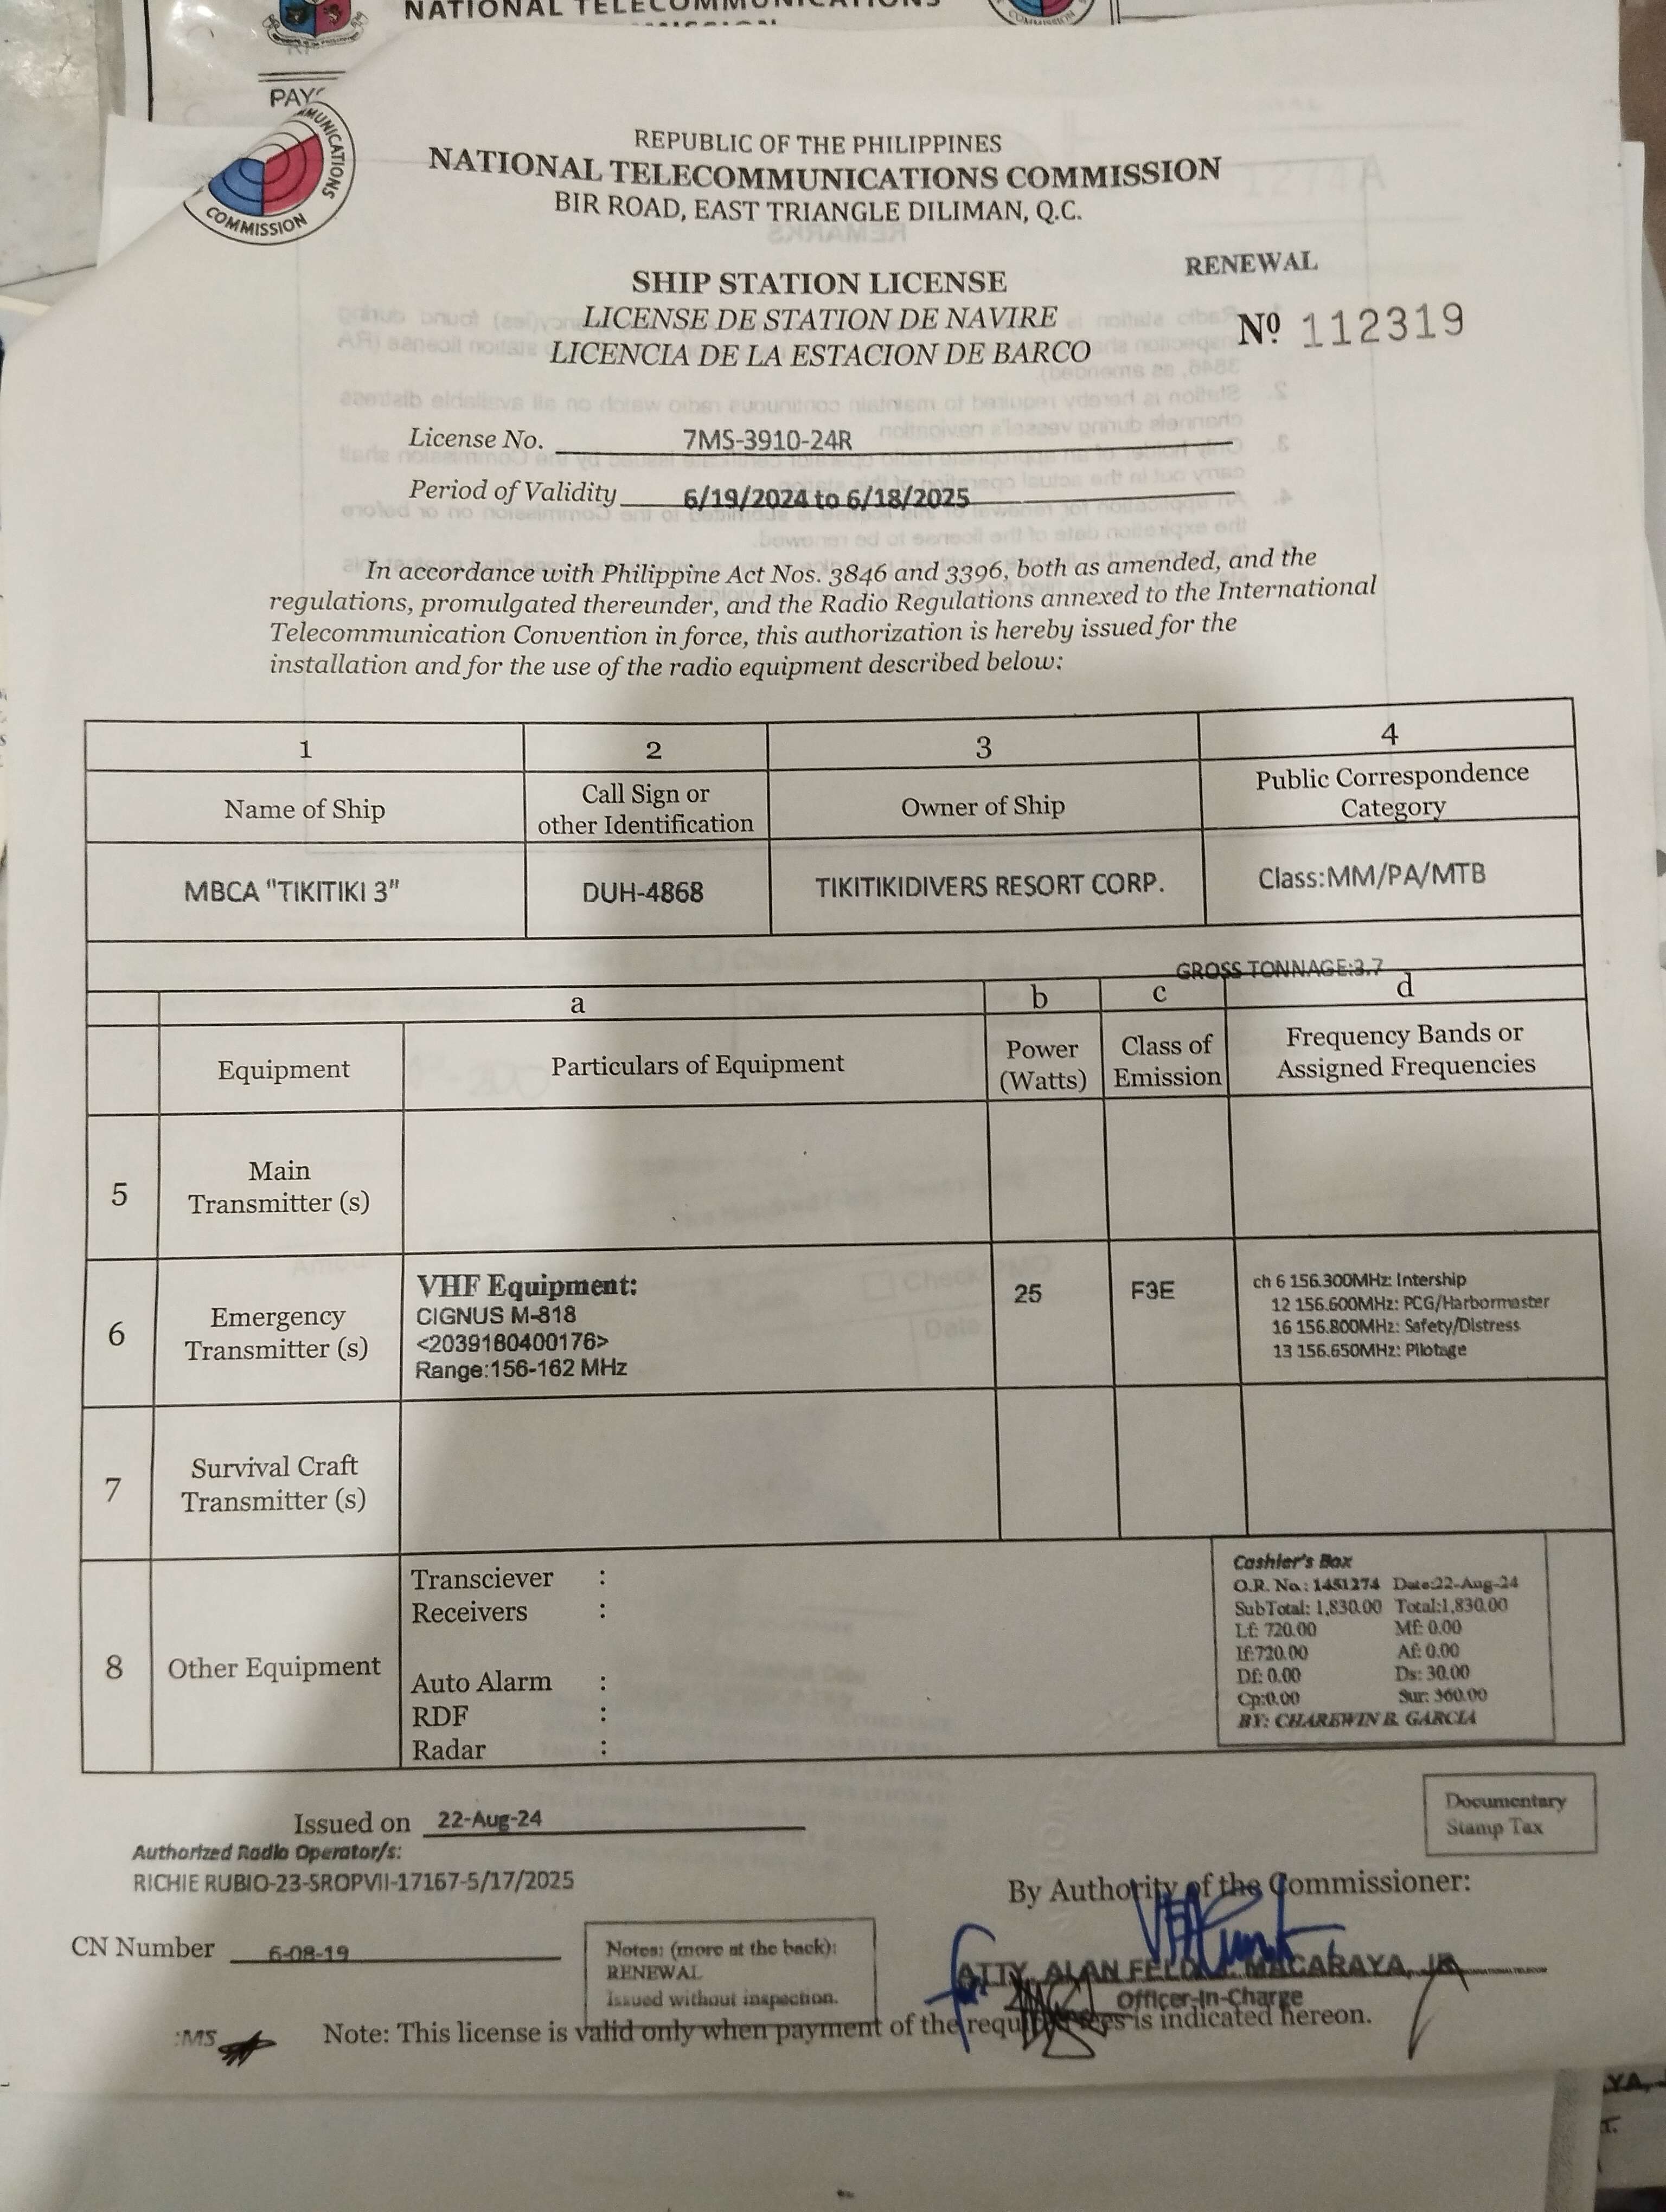 NATIONAL TELECOMMUNICATIONS
COMMISSION
PAY
MUNICATIONS
COMMISSION
REPUBLIC OF THE PHILIPPINES
NATIONAL TELECOMMUNICATIONS COMMISSION
BIR ROAD, EAST TRIANGLE DILIMAN, Q.C.
RENEWAL
SHIP STATION LICENSE
LICENSE DE STATION DE NAVIRE
LICENCIA DE LA ESTACION DE BARCO
Nº 112319
License No. 7MS-3910-24R
Period of Validity 6/19/2024 to 6/18/2025
In accordance with Philippine Act Nos. 3846 and 3396, both as amended, and the
regulations, promulgated thereunder, and the Radio Regulations annexed to the International
Telecommunication Convention in force, this authorization is hereby issued for the
installation and for the use of the radio equipment described below:
1 2 3 4
Name of Ship
Call Sign or
other Identification
Owner of Ship
Public Correspondence
Category
MBCA "TIKITIKI 3" DUH-4868 TIKITIKIDIVERS RESORT CORP. Class:MM/PA/MTB
GROSS TONNAGE:3.7
a b c d
Equipment
Particulars of Equipment
Power
(Watts)
Class of
Emission
Frequency Bands or
Assigned Frequencies
5
Main
Transmitter (s)
6
Emergency
Transmitter (s)
VHF Equipment:
CIGNUS M-818
<2039180400176>
Range:156-162 MHz
25
F3E
ch 6 156.300MHz: Intership
12 156.600MHz: PCG/Harbormaster
16 156.800MHz: Safety/Distress
13 156.650MHz: Pilotage
7
Survival Craft
Transmitter (s)
8
Other Equipment
Transciever :
Receivers :
Auto Alarm :
RDF :
Radar :
Cashier's Box
O.R. No.: 1451274 Date:22-Aug-24
SubTotal: 1,830.00 Total:1,830.00
Lf: 720.00 Mf: 0.00
If:720.00 Af: 0.00
Df: 0.00 Ds: 30.00
Cp:0.00 Sur: 360.00
BY: CHAREWIN B. GARCIA
Documentary
Stamp Tax
Issued on 22-Aug-24
Authorized Radio Operator/s:
RICHIE RUBIO-23-SROPVII-17167-5/17/2025
By Authority of the Commissioner:
CN Number 6-08-19
Notes: (more at the back):
RENEWAL
Issued without inspection.
ATTY. ALAN MACARAYA, JR
Officer-In-Charge
:MS
Note: This license is valid only when payment of the required fees is indicated hereon.
YA,